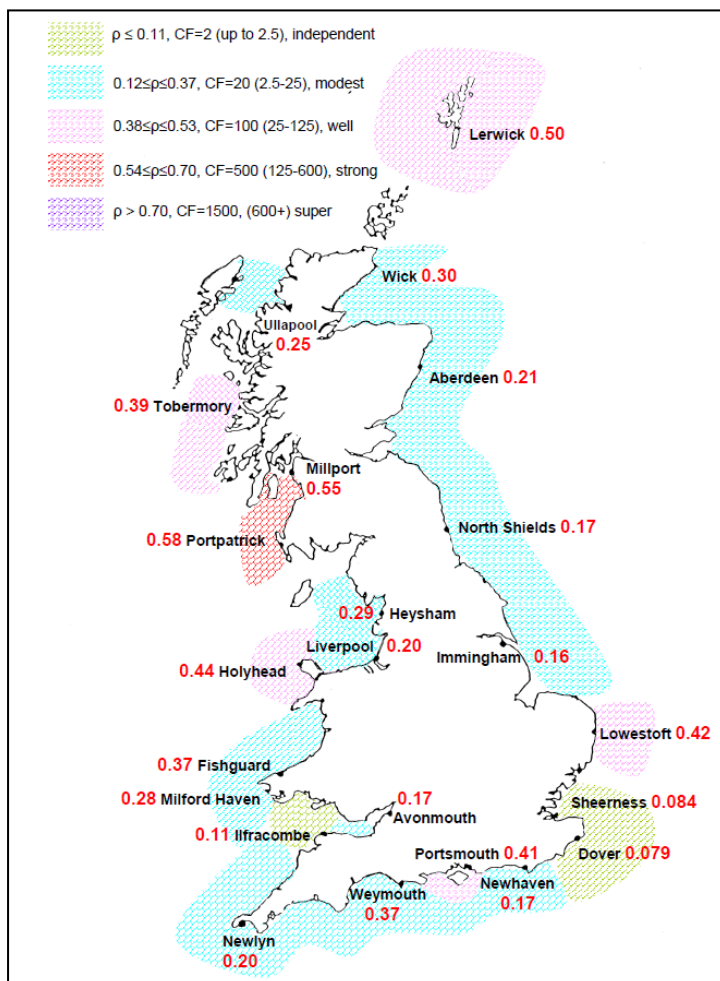 ρ ≤ 0.11, CF=2 (up to 2.5), independent
0.12≤ρ≤0.37, CF=20 (2.5-25), modest
0.38≤ρ≤0.53, CF=100 (25-125), well
0.54≤ρ≤0.70, CF=500 (125-600), strong
ρ > 0.70, CF=1500, (600+) super
Lerwick 0.50
Wick 0.30
Ullapool
0.25
Aberdeen 0.21
0.39 Tobermory
Millport
0.55
North Shields 0.17
0.58 Portpatrick
0.29 Heysham
Liverpool 0.20
Immingham 0.16
0.44 Holyhead
Lowestoft 0.42
0.37 Fishguard
0.28 Milford Haven
0.17
Avonmouth
Sheerness 0.084
0.11 Ilfracombe
Dover 0.079
Portsmouth 0.41
Newhaven
0.17
Weymouth
0.37
Newlyn
0.20